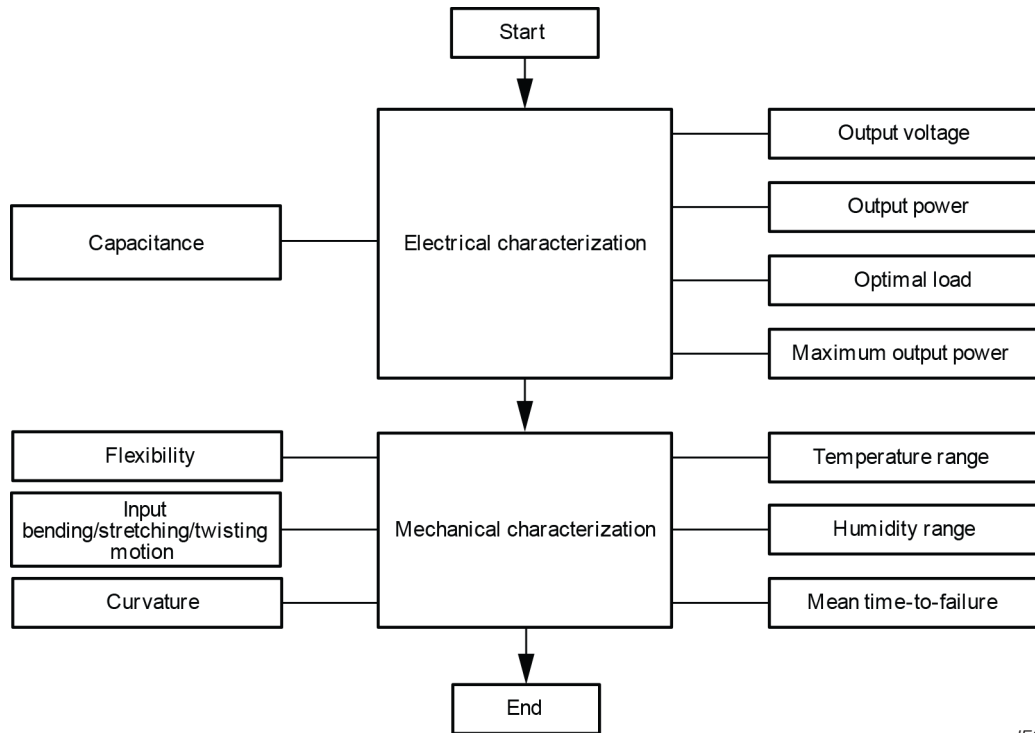 Start
Output voltage
Output power
Capacitance
Electrical characterization
Optimal load
Maximum output power
Flexibility
Temperature range
Input
bending/stretching/twisting
motion
Mechanical characterization
Humidity range
Curvature
Mean time-to-failure
End